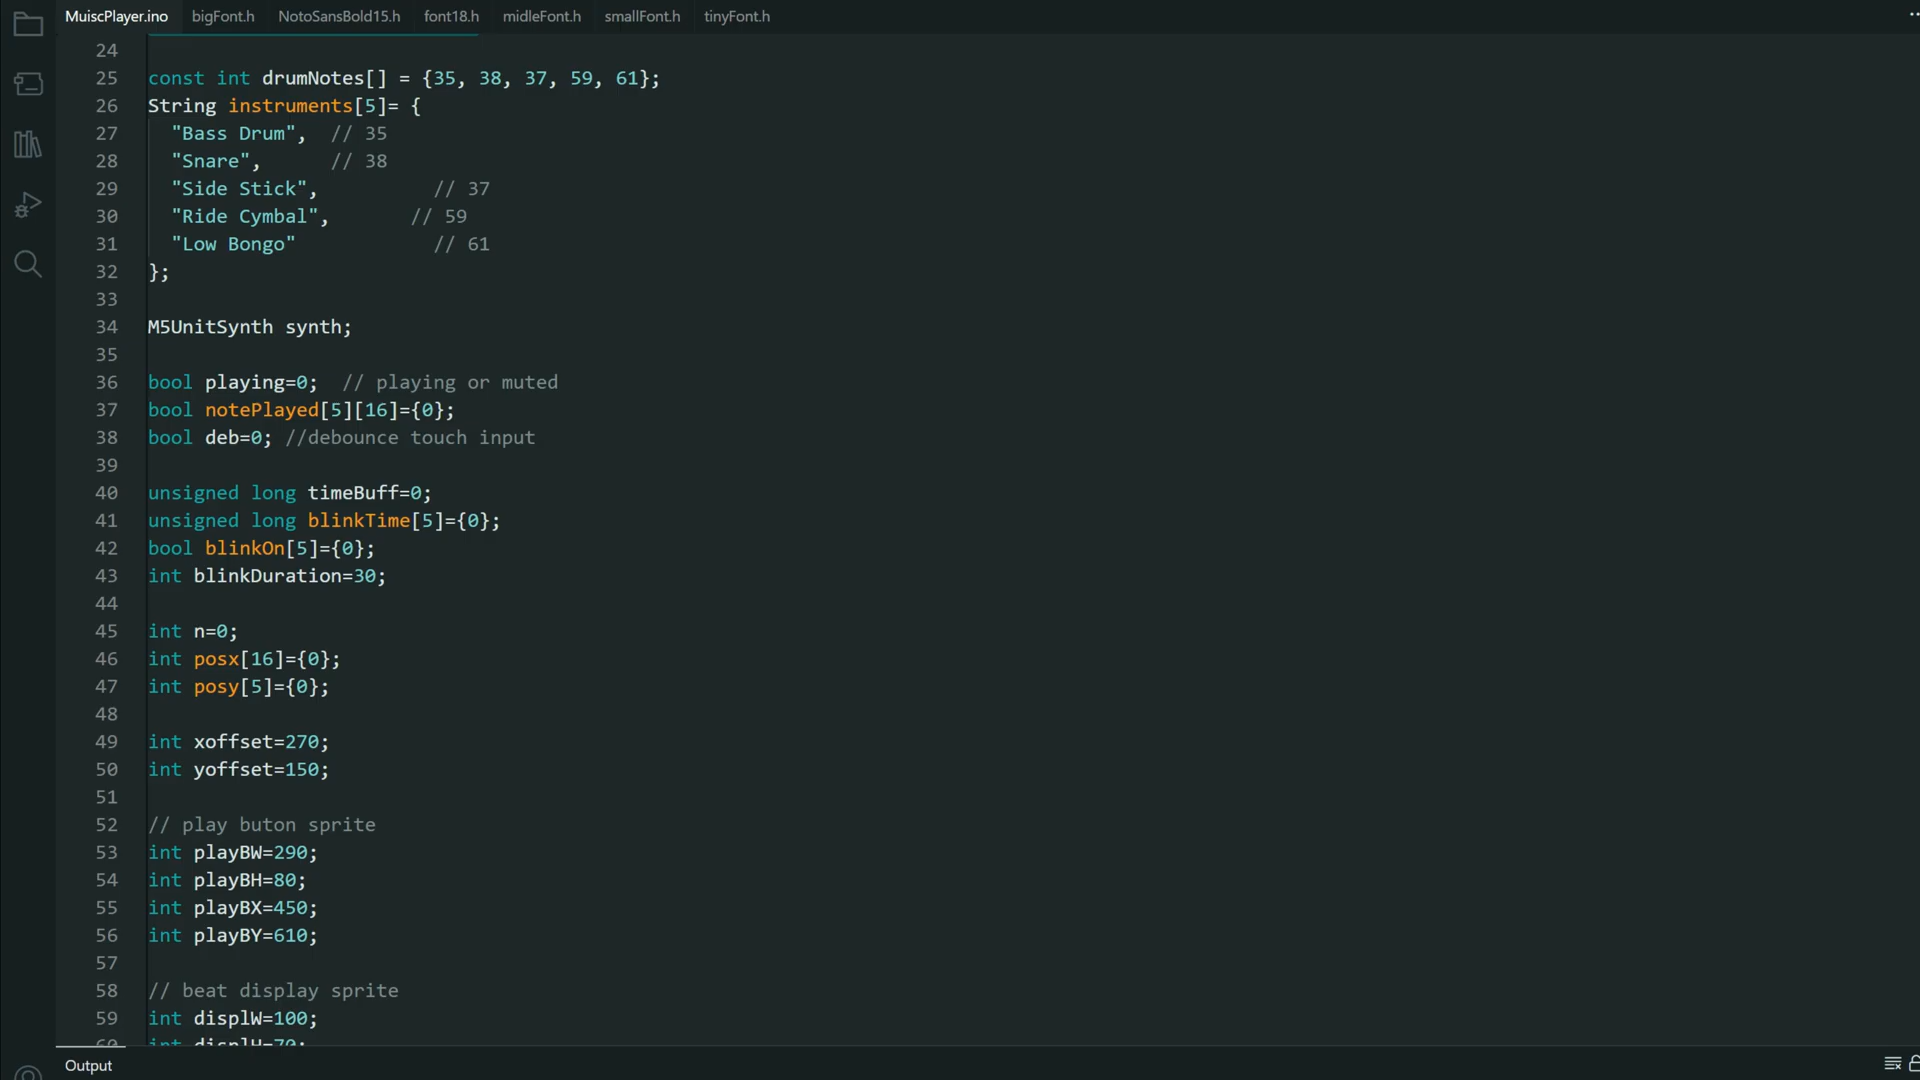 MuiscPlayer.ino bigFont.h NotoSansBold15.h font18.h midleFont.h smallFont.h tinyFont.h
24
25 const int drumNotes[] = {35, 38, 37, 59, 61};
26 String instruments[5]= {
27 "Bass Drum", // 35
28 "Snare", // 38
29 "Side Stick", // 37
30 "Ride Cymbal", // 59
31 "Low Bongo" // 61
32 };
33
34 M5UnitSynth synth;
35
36 bool playing=0; // playing or muted
37 bool notePlayed[5][16]={0};
38 bool deb=0; //debounce touch input
39
40 unsigned long timeBuff=0;
41 unsigned long blinkTime[5]={0};
42 bool blinkOn[5]={0};
43 int blinkDuration=30;
44
45 int n=0;
46 int posx[16]={0};
47 int posy[5]={0};
48
49 int xoffset=270;
50 int yoffset=150;
51
52 // play buton sprite
53 int playBW=290;
54 int playBH=80;
55 int playBX=450;
56 int playBY=610;
57
58 // beat display sprite
59 int displW=100;
60 int displH=70;
Output